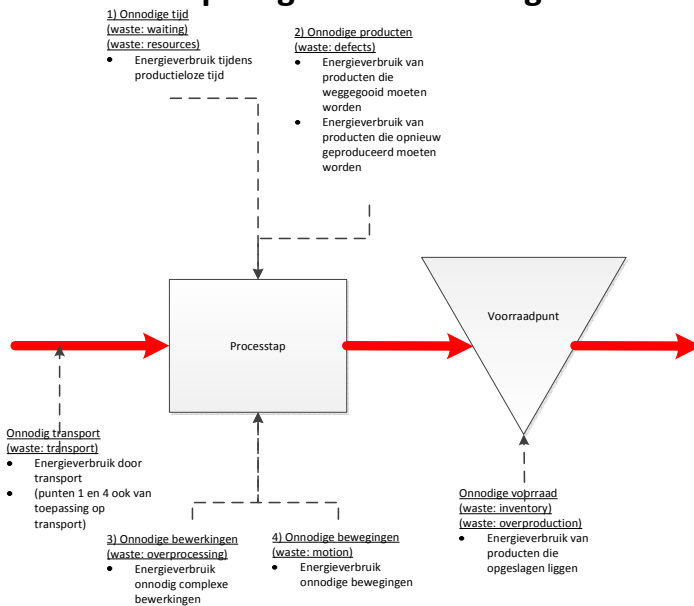 1) Onnodige tijd
(waste: waiting)
(waste: resources)
• Energieverbruik tijdens
productieloze tijd
2) Onnodige producten
(waste: defects)
• Energieverbruik van
producten die
weggegooid moeten
worden
• Energieverbruik van
producten die opnieuw
geproduceerd moeten
worden
Processtap
Voorraadpunt
Onnodig transport
(waste: transport)
• Energieverbruik door
transport
• (punten 1 en 4 ook van
toepassing op
transport)
3) Onnodige bewerkingen
(waste: overprocessing)
• Energieverbruik
onnodig complexe
bewerkingen
4) Onnodige bewegingen
(waste: motion)
• Energieverbruik
onnodige bewegingen
Onnodige voorraad
(waste: inventory)
(waste: overproduction)
• Energieverbruik van
producten die
opgeslagen liggen